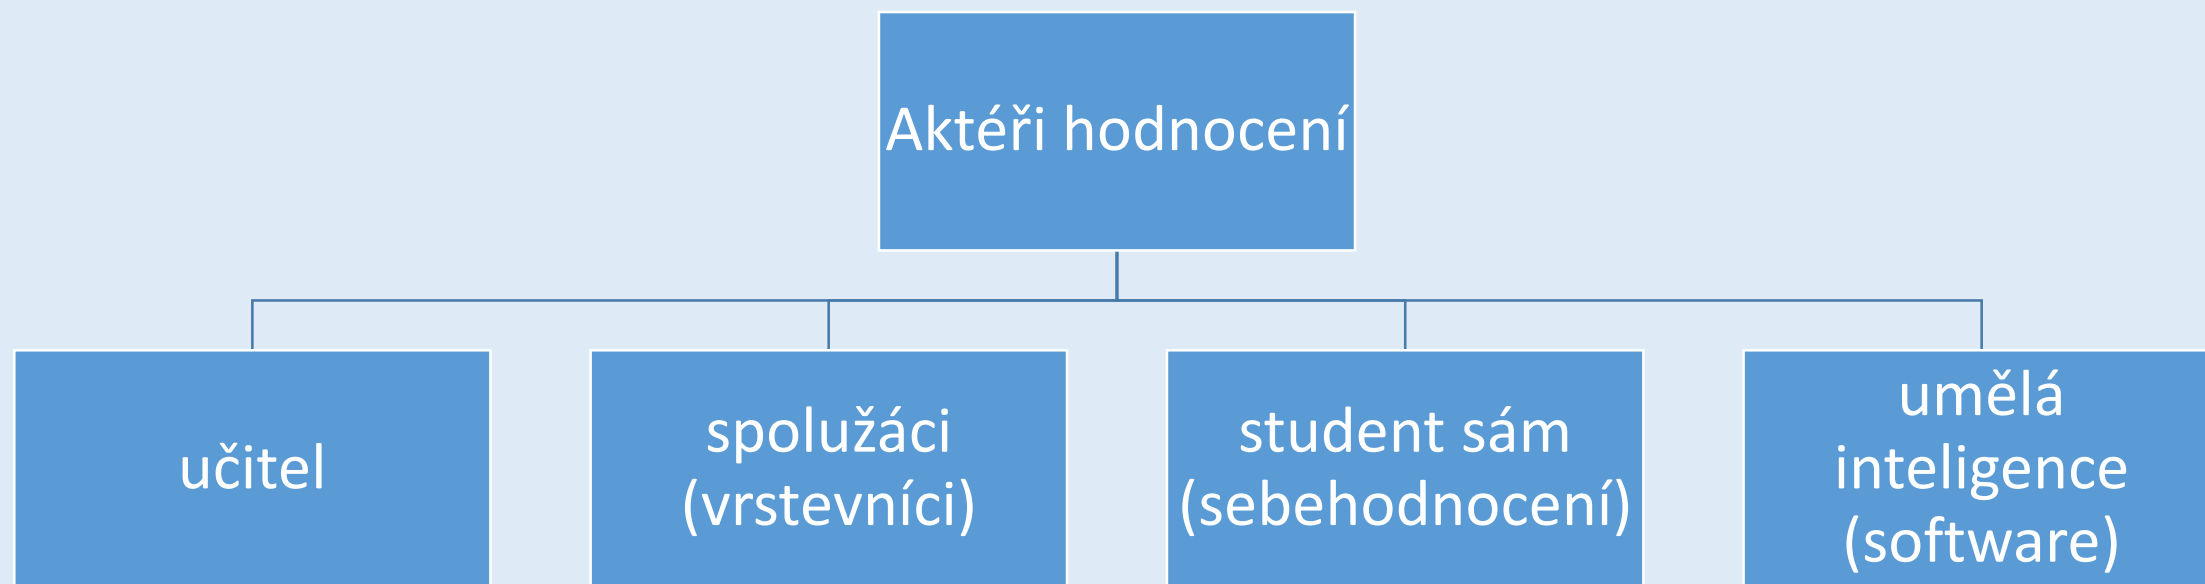 Aktéři hodnocení
učitel
spolužáci
(vrstevníci)
student sám
(sebehodnocení)
umělá
inteligence
(software)